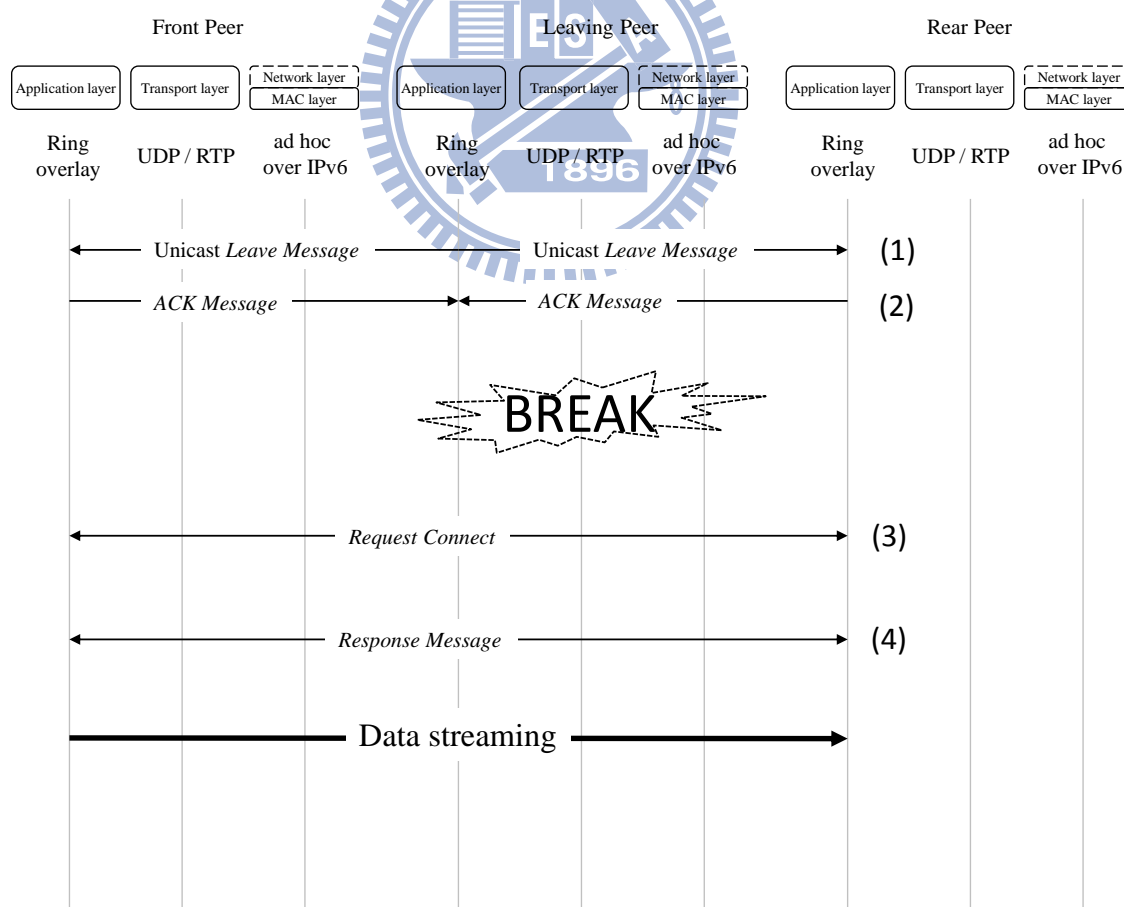 Front Peer
Leaving Peer
Rear Peer
Application layer
Transport layer
Network layer
MAC layer
Application layer
Transport layer
Network layer
MAC layer
Application layer
Transport layer
Network layer
MAC layer
Ring overlay
UDP / RTP
ad hoc over IPv6
Ring overlay
UDP / RTP
ad hoc over IPv6
Ring overlay
UDP / RTP
ad hoc over IPv6
ES
1896
Unicast Leave Message
Unicast Leave Message
(1)
ACK Message
ACK Message
(2)
BREAK
Request Connect
(3)
Response Message
(4)
Data streaming